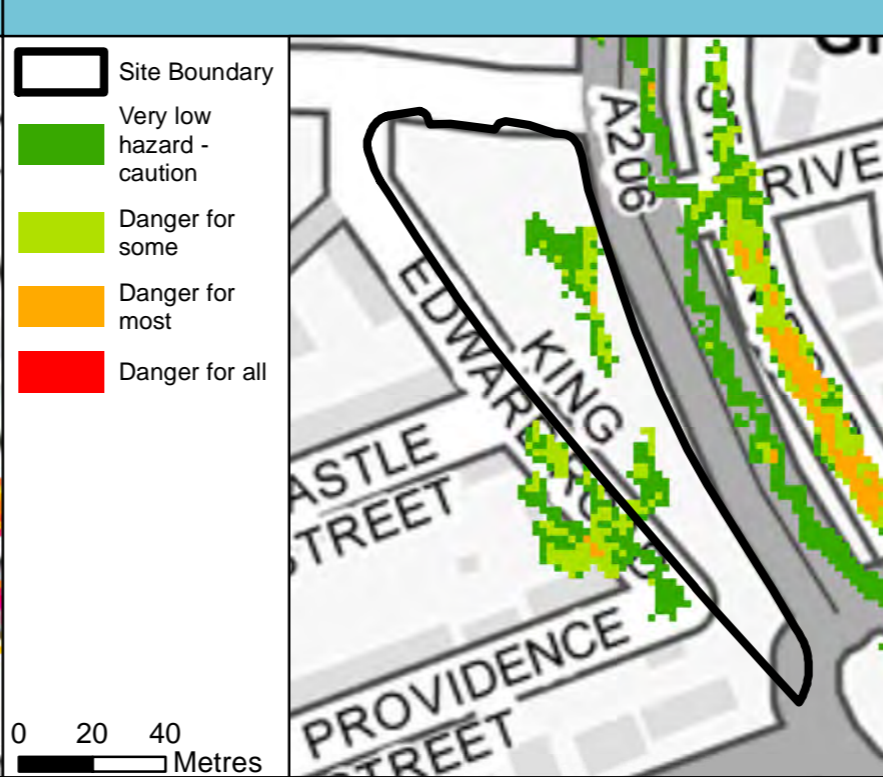 Site Boundary
Very low
hazard -
caution
Danger for
some
Danger for
most
Danger for all
0 20 40
Metres
A206
EDWARD
KING
ASTLE
STREET
PROVIDENCE
STREET
RIVE